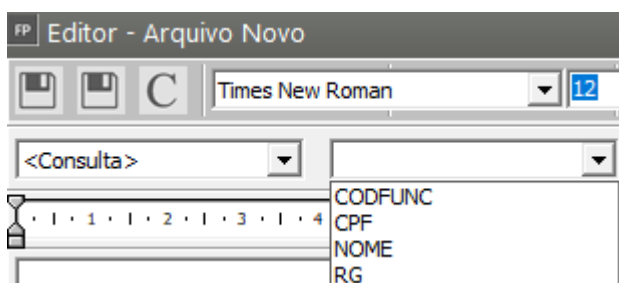 FP Editor - Arquivo Novo
C Times New Roman 12
<Consulta>
CODFUNC
1 2 3 4 CPF
NOME
RG